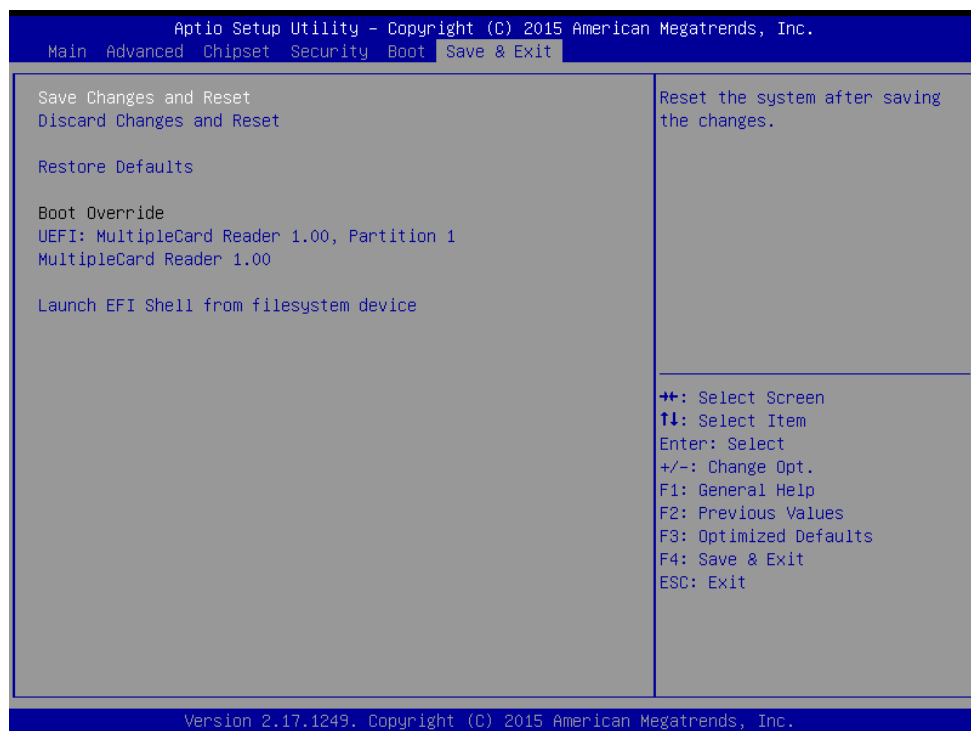 Aptio Setup Utility – Copyright (C) 2015 American Megatrends, Inc.
Main Advanced Chipset Security Boot Save & Exit
Save Changes and Reset
Discard Changes and Reset
Restore Defaults
Boot Override
UEFI: MultipleCard Reader 1.00, Partition 1
MultipleCard Reader 1.00
Launch EFI Shell from filesystem device
Reset the system after saving
the changes.
→←: Select Screen
↑↓: Select Item
Enter: Select
+/-: Change Opt.
F1: General Help
F2: Previous Values
F3: Optimized Defaults
F4: Save & Exit
ESC: Exit
Version 2.17.1249. Copyright (C) 2015 American Megatrends, Inc.